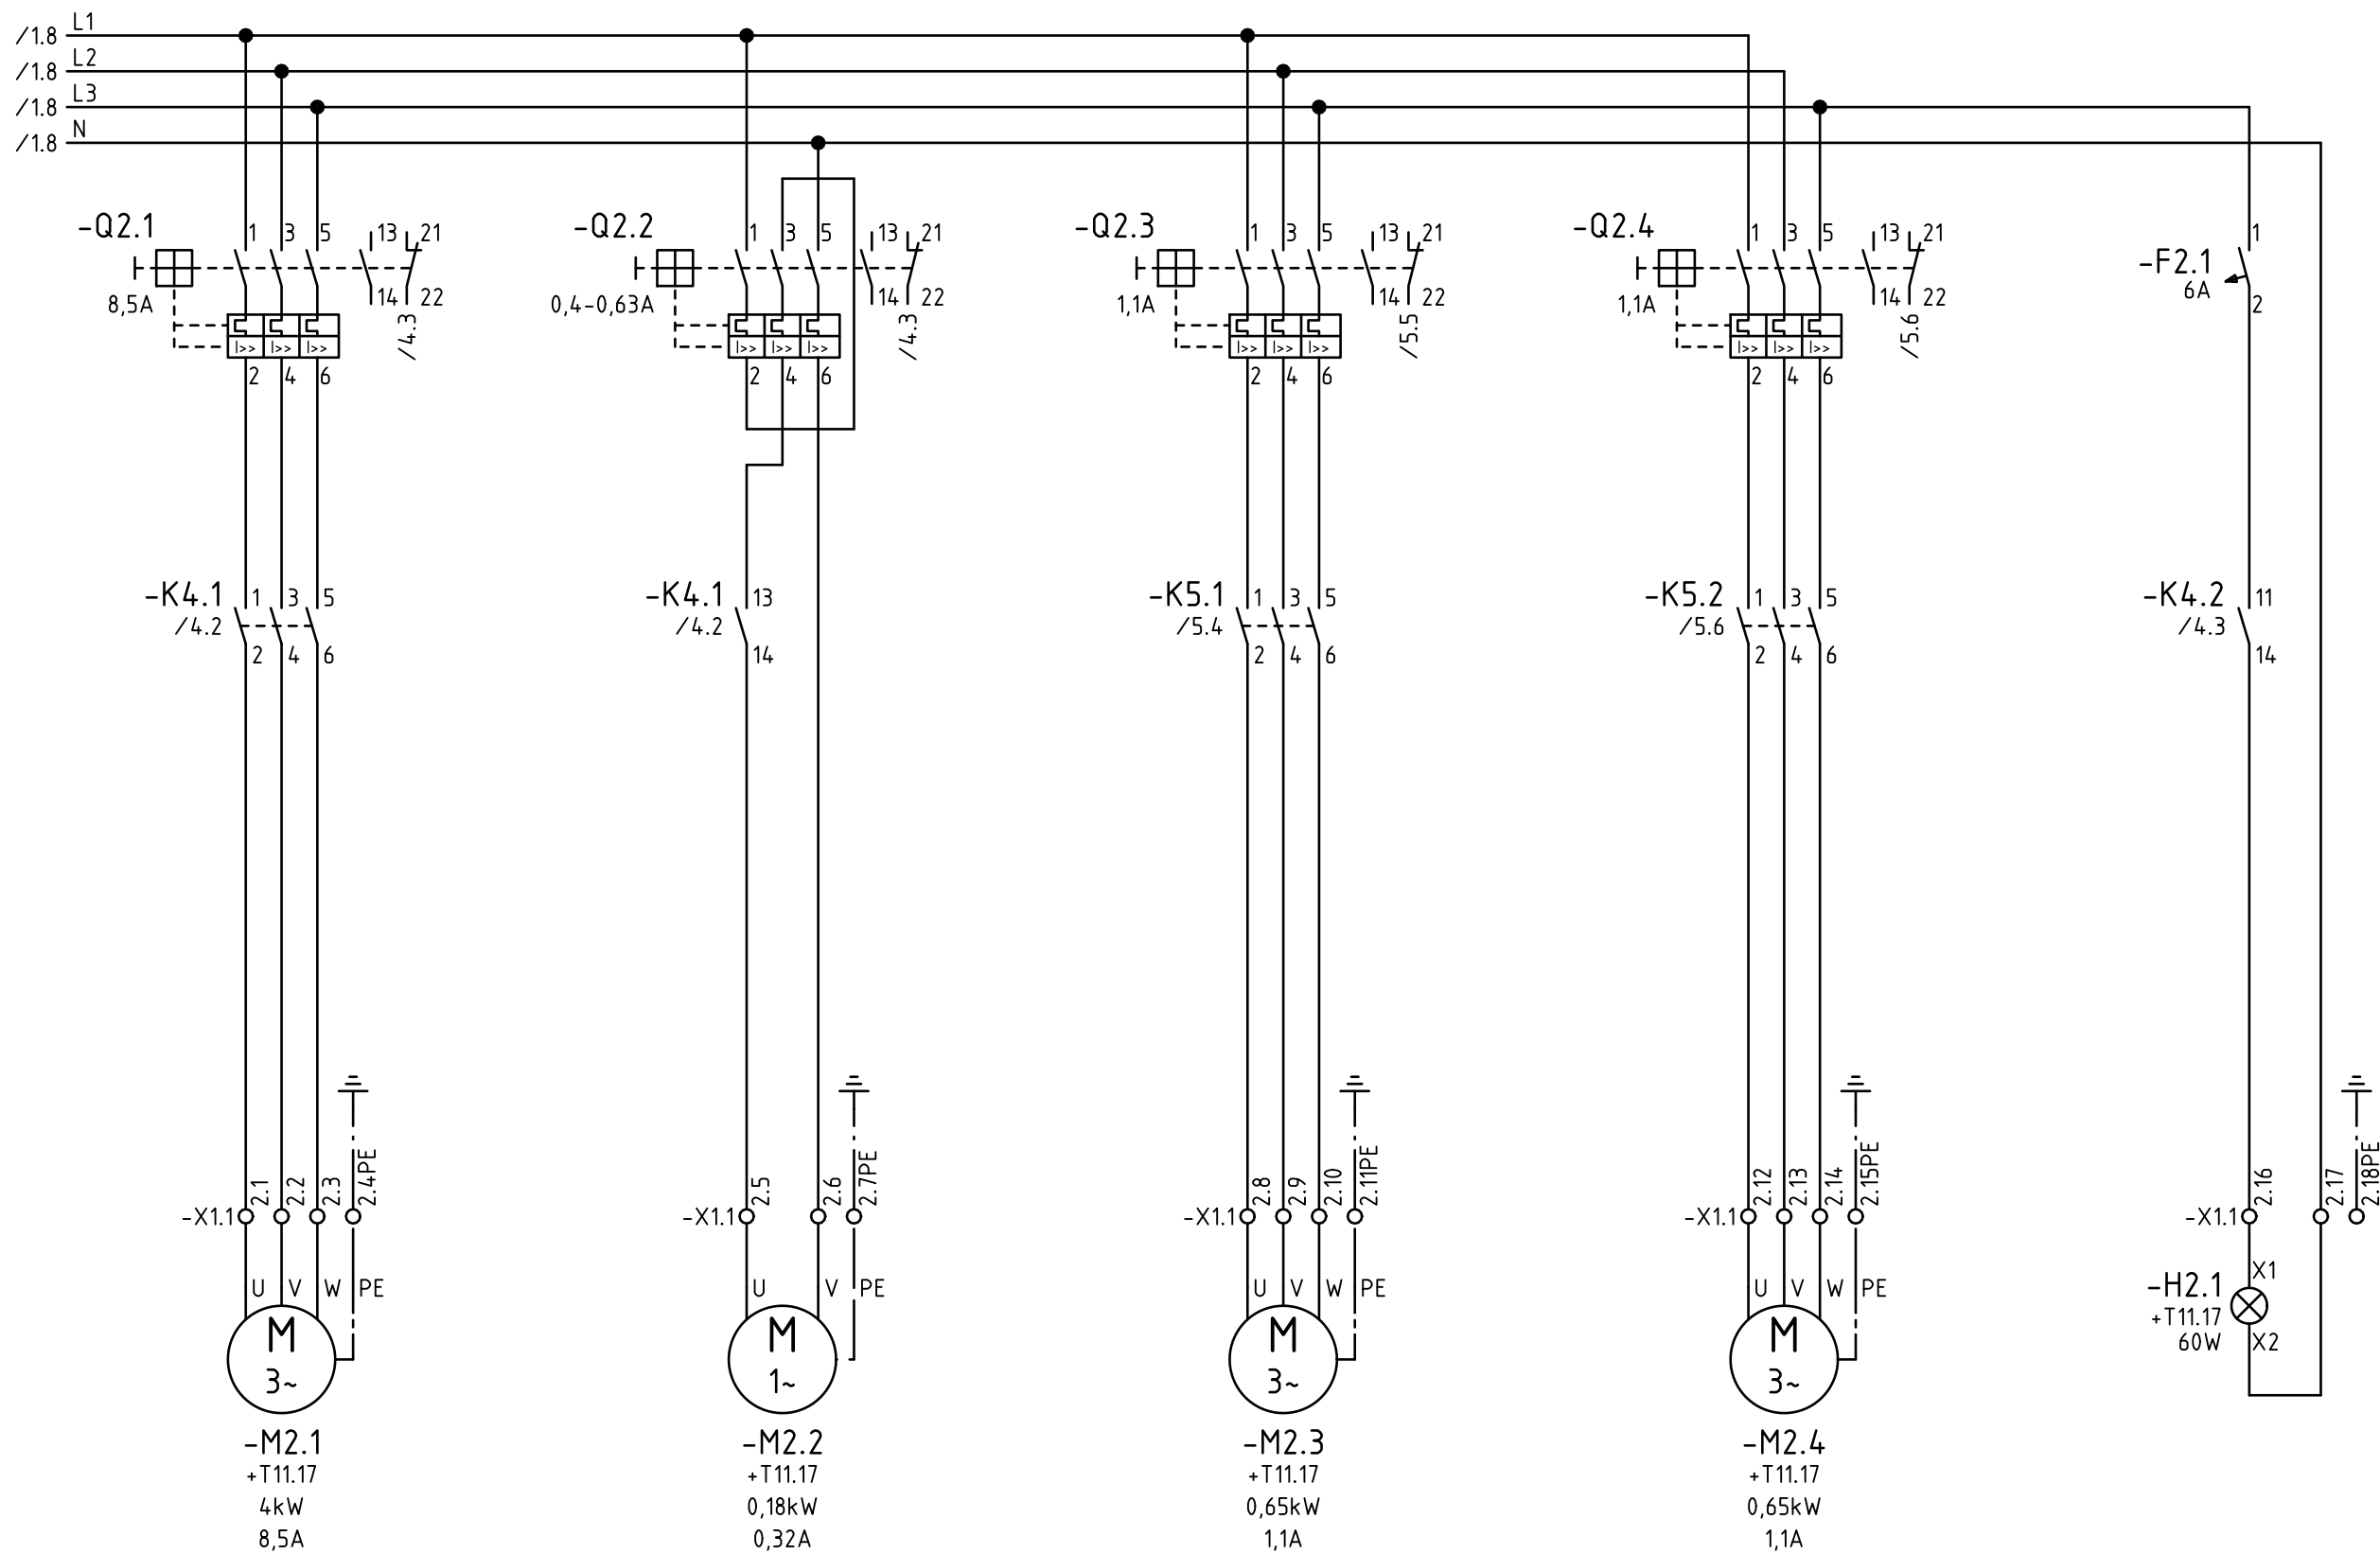 /1.8 L1
/1.8 L2
/1.8 L3
/1.8 N
-Q2.1 1 3 5 13 21
8,5A 14 22
/4.3
I>> I>> I>>
2 4 6
-Q2.2 1 3 5 13 21
0,4-0,63A 14 22
/4.3
I>> I>> I>>
2 4 6
-Q2.3 1 3 5 13 21
1,1A 14 22
/5.5
I>> I>> I>>
2 4 6
-Q2.4 1 3 5 13 21
1,1A 14 22
/5.6
I>> I>> I>>
2 4 6
-F2.1 1
6A 2
-K4.1 1 3 5
/4.2
2 4 6
-K4.1 13
/4.2
14
-K5.1 1 3 5
/5.4
2 4 6
-K5.2 1 3 5
/5.6
2 4 6
-K4.2 11
/4.3
14
-X1.1 2.1 2.2 2.3 2.4PE
U V W PE
M
3~
-M2.1
+T11.17
4kW
8,5A
-X1.1 2.5 2.6 2.7PE
U V PE
M
1~
-M2.2
+T11.17
0,18kW
0,32A
-X1.1 2.8 2.9 2.10 2.11PE
U V W PE
M
3~
-M2.3
+T11.17
0,65kW
1,1A
-X1.1 2.12 2.13 2.14 2.15PE
U V W PE
M
3~
-M2.4
+T11.17
0,65kW
1,1A
-X1.1 2.16 2.17 2.18PE
X1
-H2.1
+T11.17
60W X2